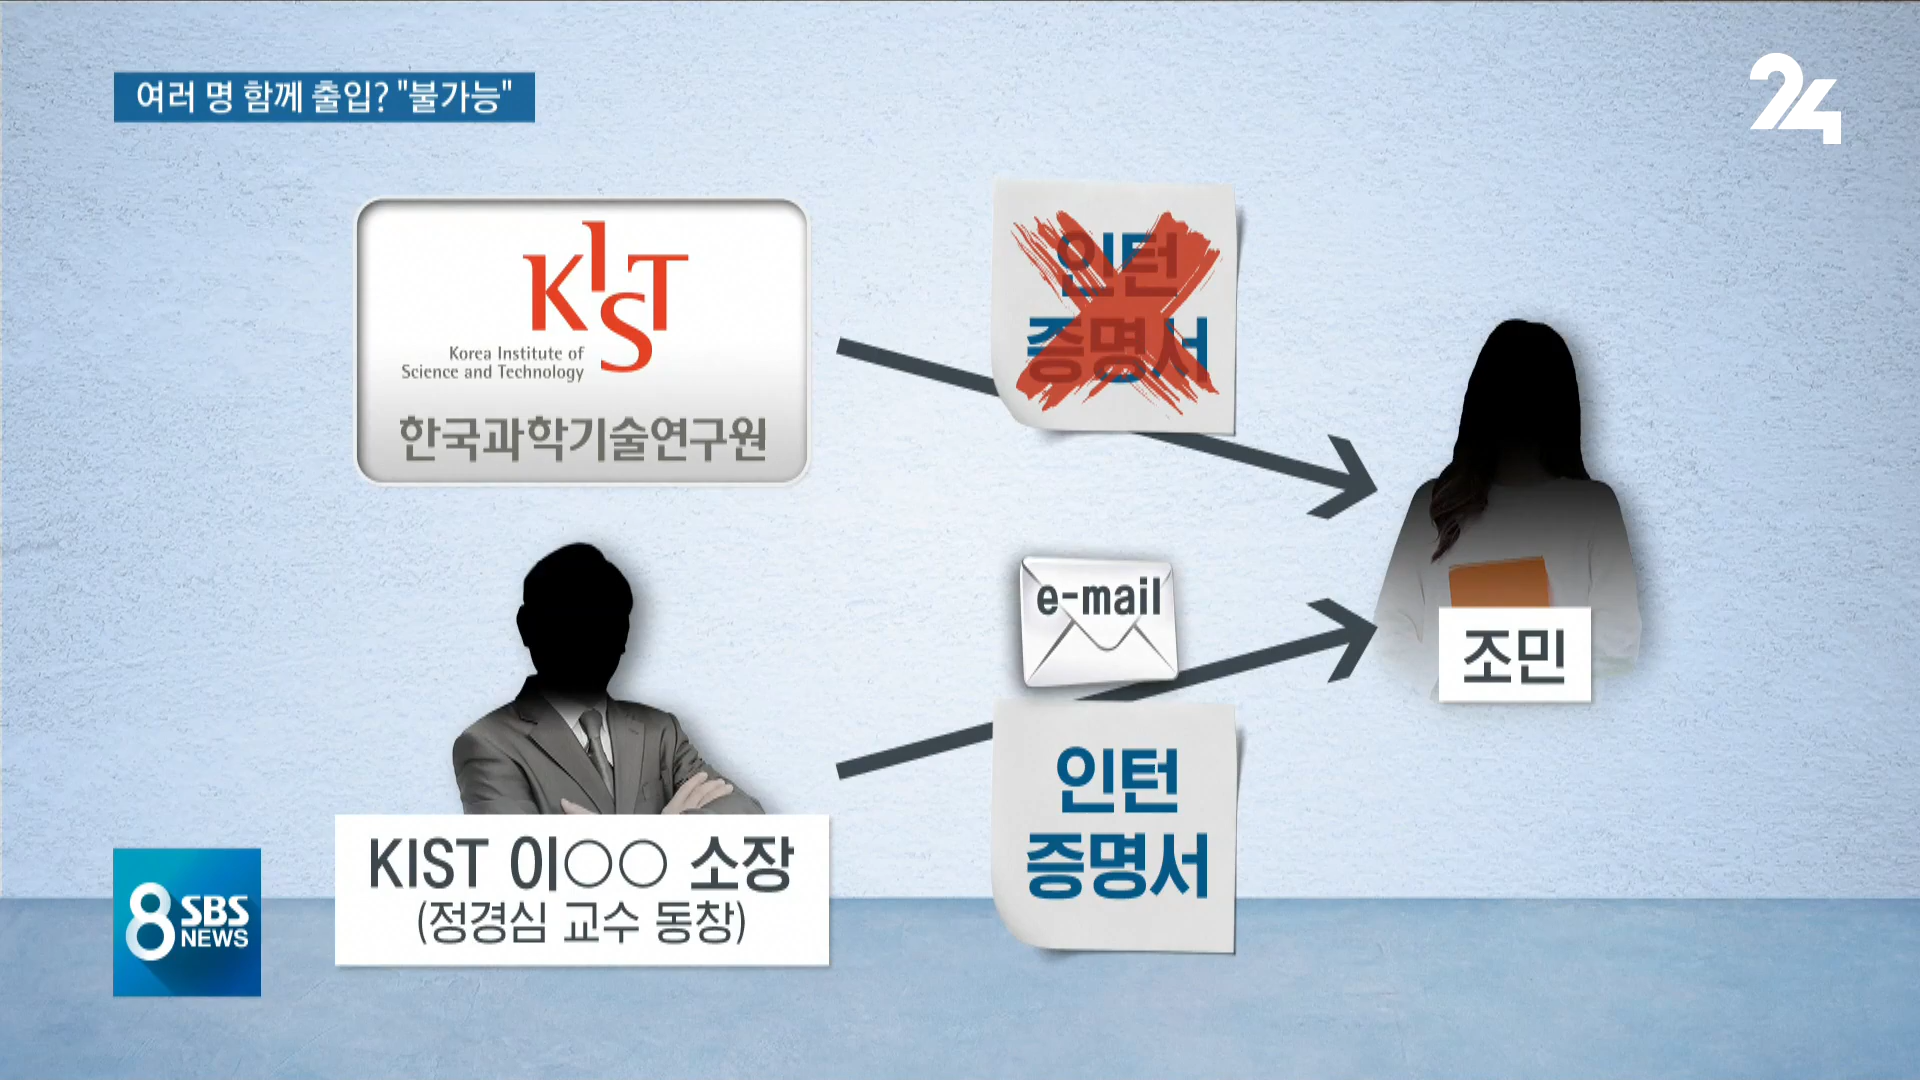 여러 명 함께 출입? "불가능"
24
KIST
Korea Institute of
Science and Technology
한국과학기술연구원
인턴
증명서
e-mail
조민
인턴
증명서
KIST 이○○ 소장
(정경심 교수 동창)
8 SBS
NEWS